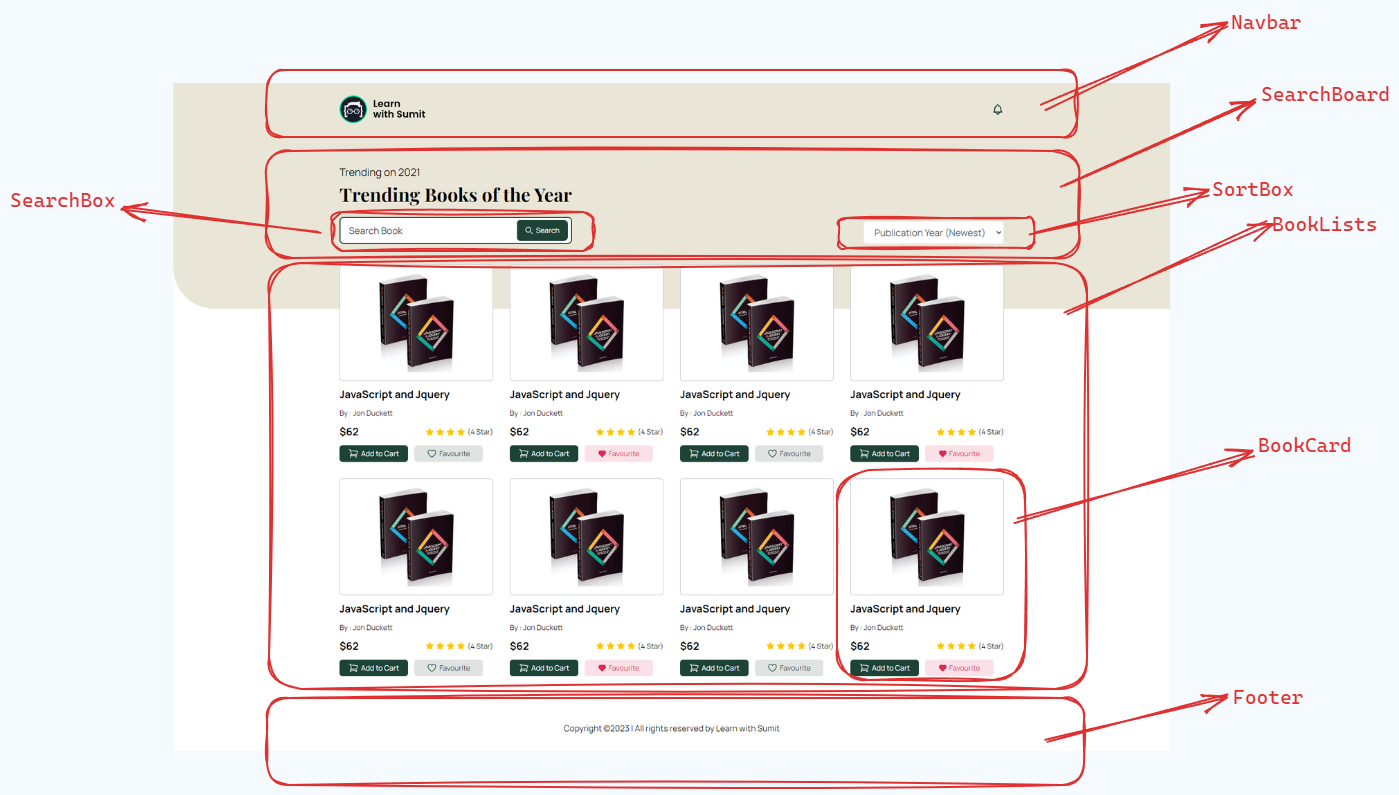 Navbar
Learn
with Sumit
SearchBoard
Trending on 2021
Trending Books of the Year
SearchBox
SortBox
Search Book
Search
Publication Year (Newest)
BookLists
JavaScript and Jquery
JavaScript and Jquery
JavaScript and Jquery
JavaScript and Jquery
By : Jon Duckett
By : Jon Duckett
By : Jon Duckett
By : Jon Duckett
$62 (4 Star)
$62 (4 Star)
$62 (4 Star)
$62 (4 Star)
Add to Cart Favourite
Add to Cart Favourite
Add to Cart Favourite
Add to Cart Favourite
BookCard
JavaScript and Jquery
JavaScript and Jquery
JavaScript and Jquery
JavaScript and Jquery
By : Jon Duckett
By : Jon Duckett
By : Jon Duckett
By : Jon Duckett
$62 (4 Star)
$62 (4 Star)
$62 (4 Star)
$62 (4 Star)
Add to Cart Favourite
Add to Cart Favourite
Add to Cart Favourite
Add to Cart Favourite
Footer
Copyright ©2023 | All rights reserved by Learn with Sumit